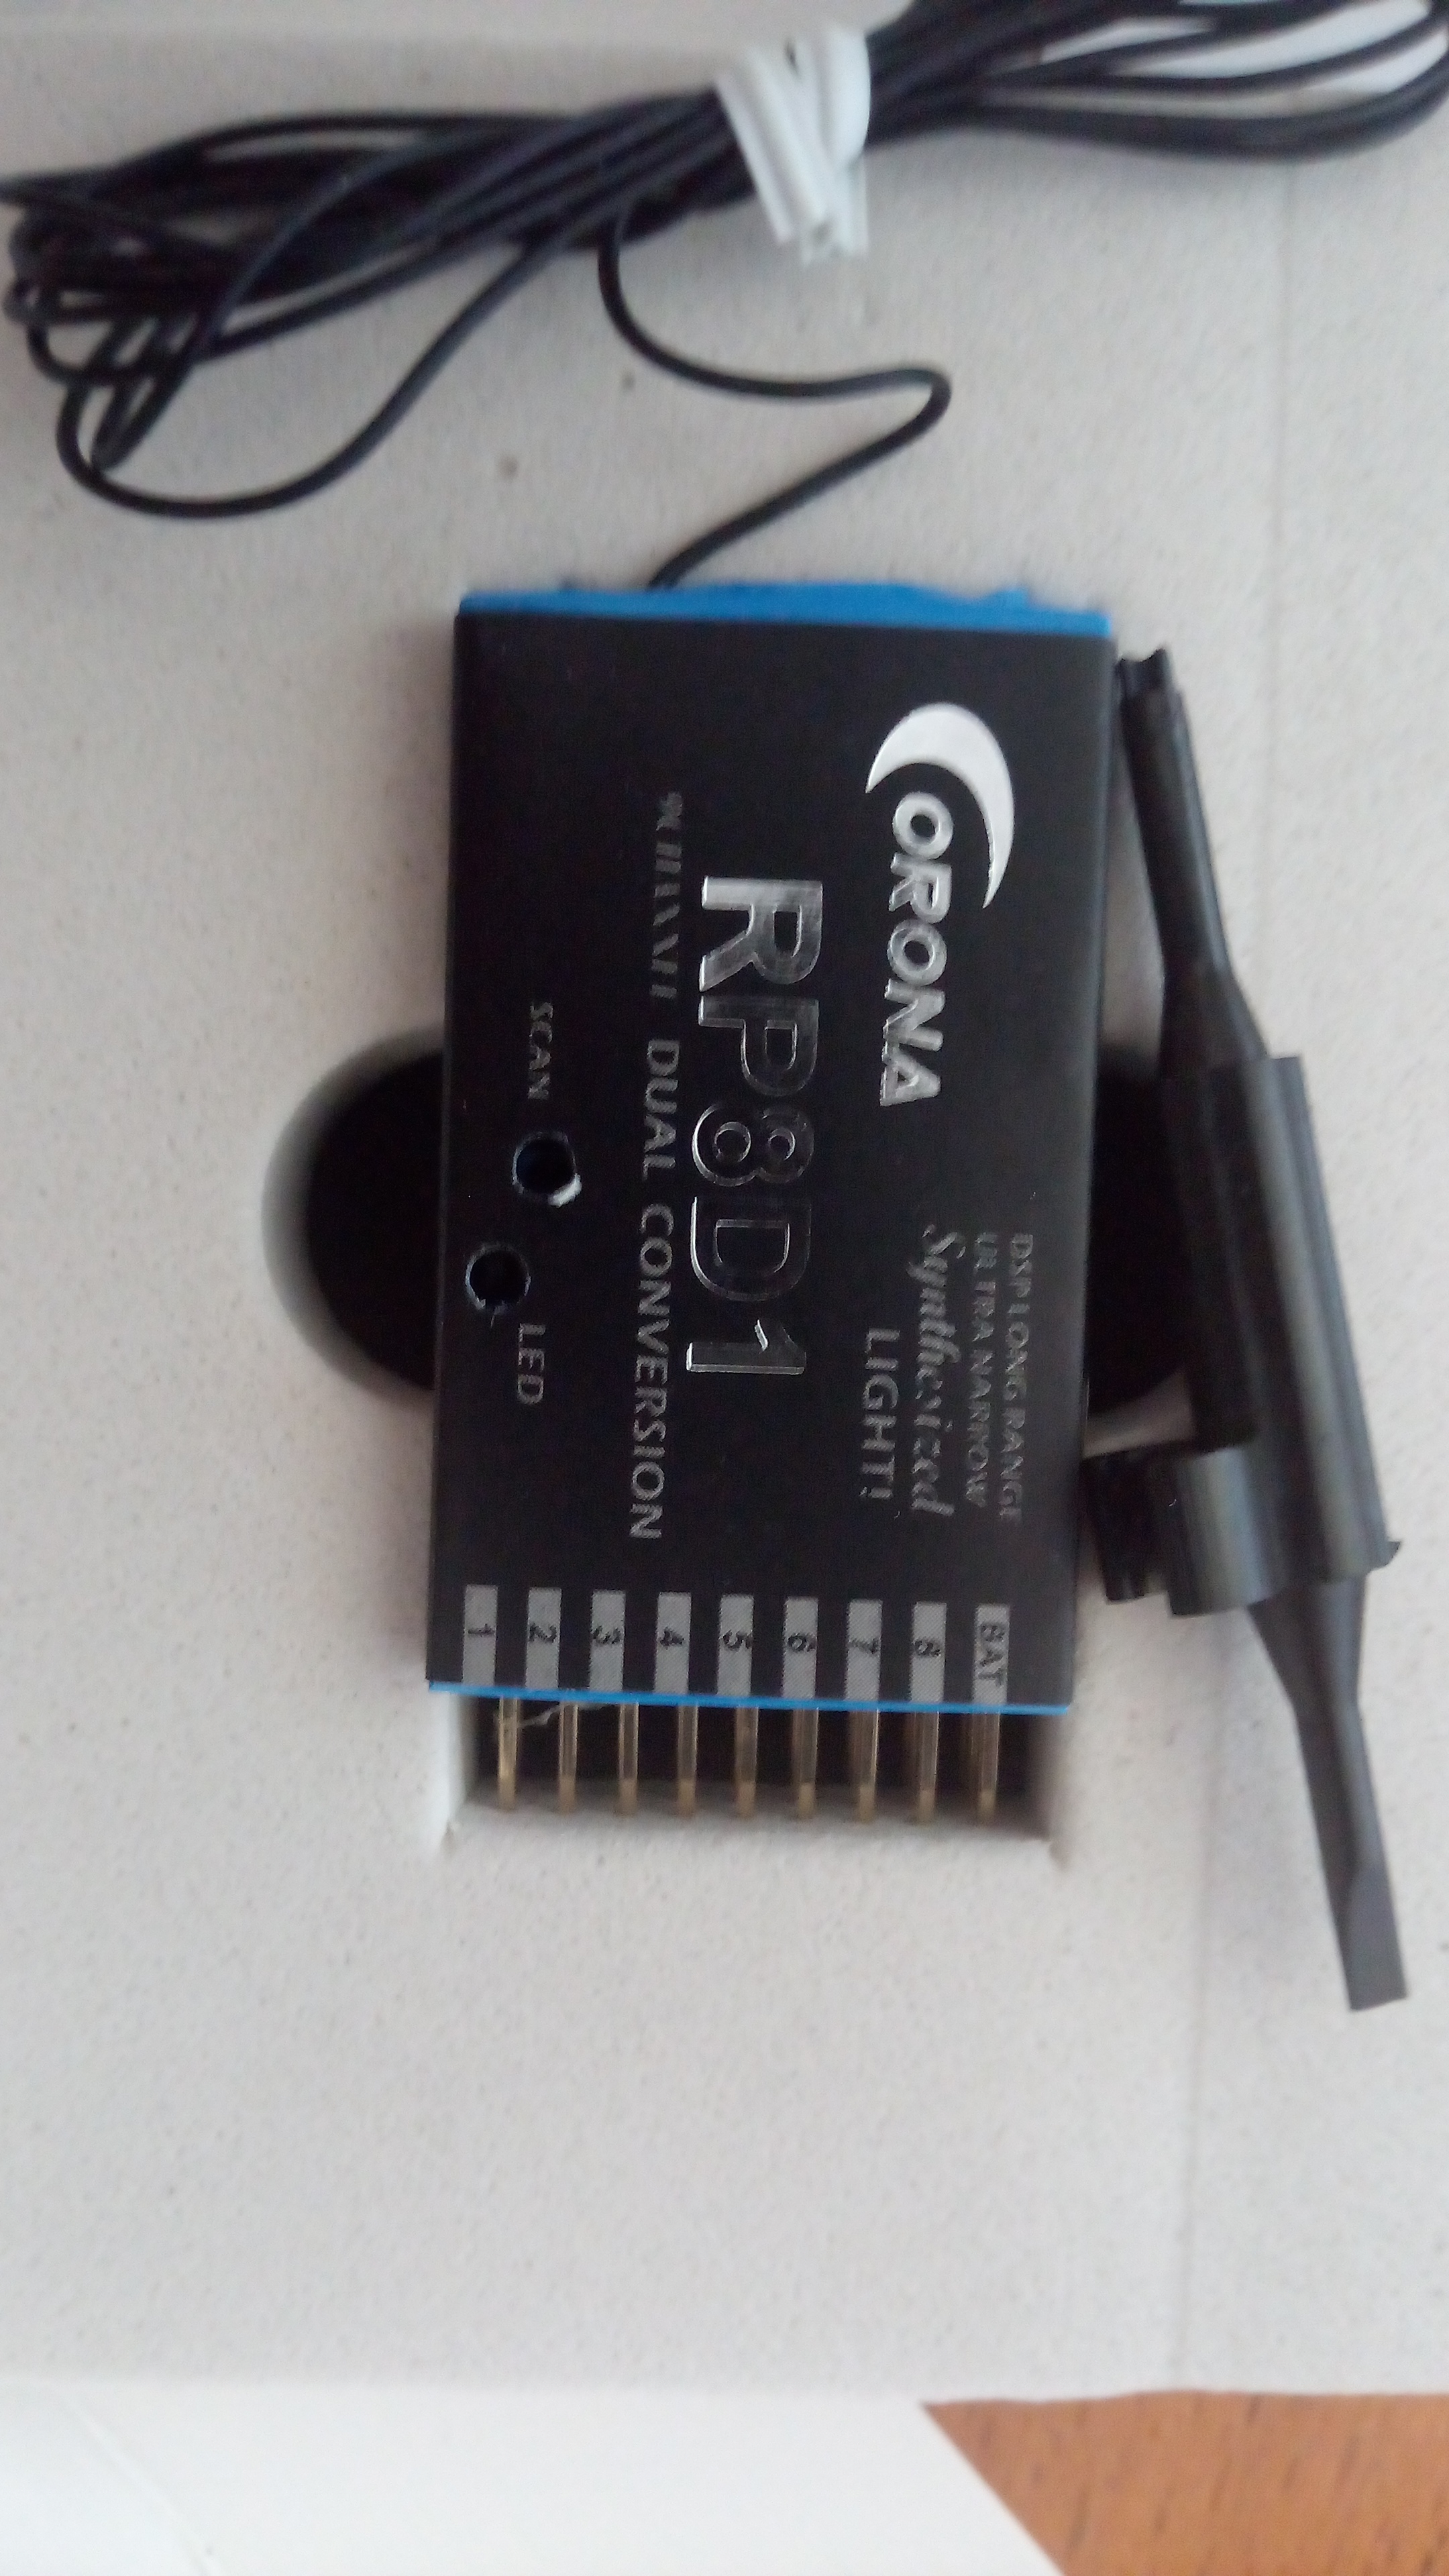 CORONA
DSP LONG RANGE
ULTRA NARROW
Synthesized
LIGHT!
RP8D1
DUAL CONVERSION
SCAN
LED
BAT
8
7
6
5
4
3
2
1